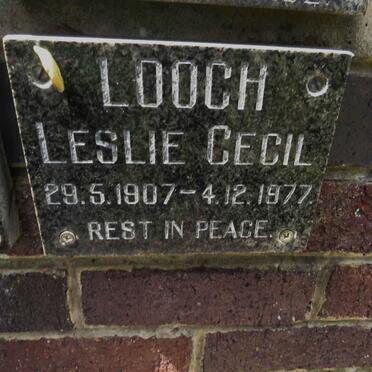 LOOCH
LESLIE CECIL
29.5.1907-4.12.1977.
REST IN PEACE.